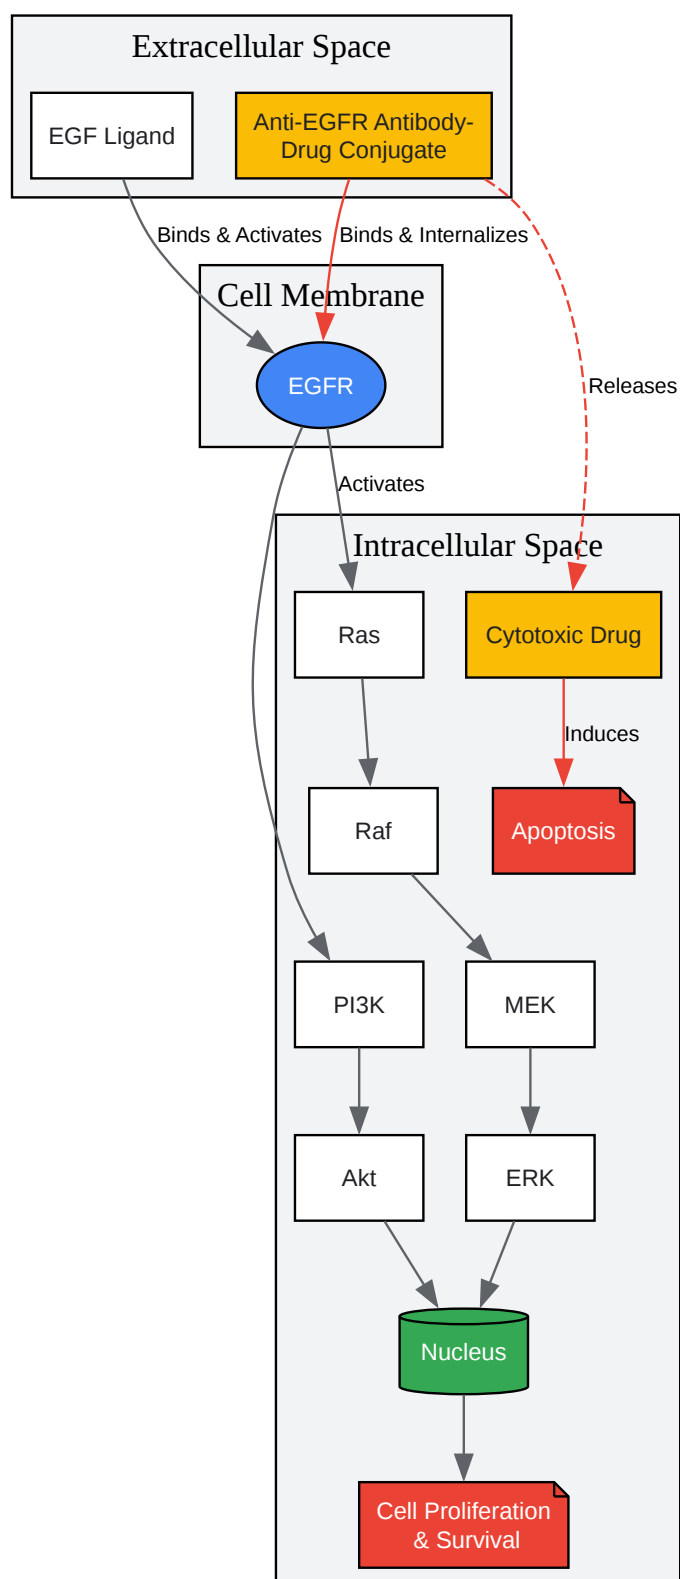 Extracellular Space
EGF Ligand
Anti-EGFR Antibody-
Drug Conjugate
Binds & Activates
Binds & Internalizes
Cell Membrane
EGFR
Releases
Activates
Intracellular Space
Ras
Cytotoxic Drug
Induces
Raf
Apoptosis
PI3K
MEK
Akt
ERK
Nucleus
Cell Proliferation
& Survival